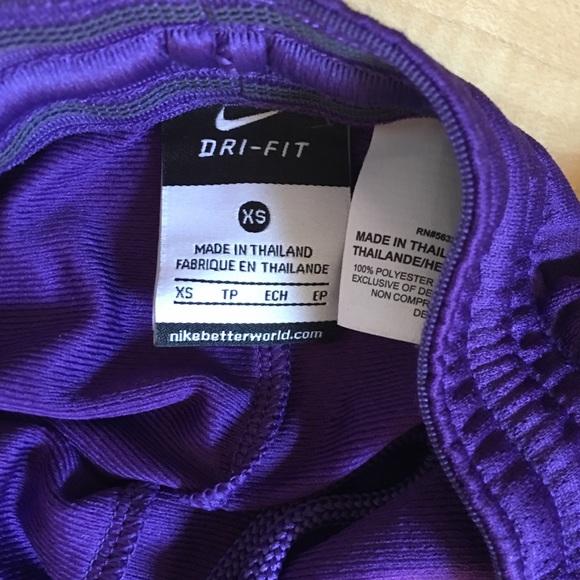 DRI-FIT
XS
MADE IN THAILAND
FABRIQUE EN THAILANDE
XS TP ECH EP
nikebetterworld.com
MADE IN
THAILANDE/HE
100% POLYESTER
EXCLUSIVE OF DE
NON COMPR
DE